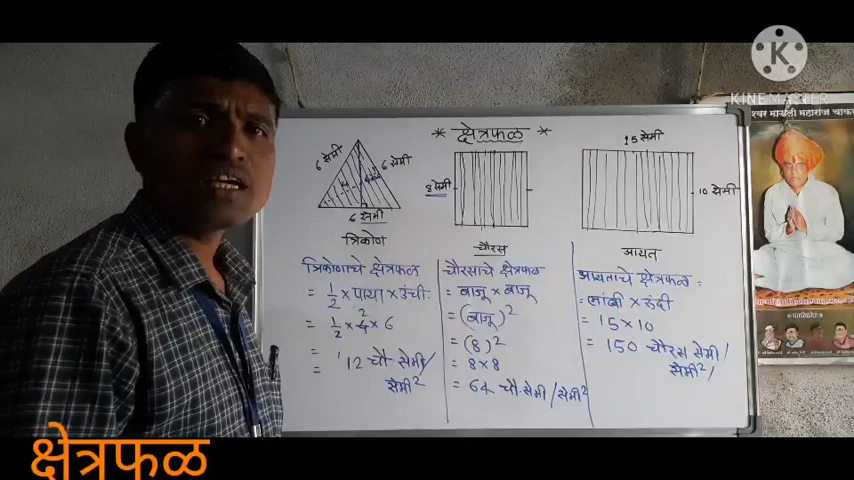 KINEMASTER
* क्षेत्रफळ *
6 सेमी
6 सेमी
6 सेमी
त्रिकोण
8 सेमी
चौरस
15 सेमी
10 सेमी
आयत
त्रिकोणाचे क्षेत्रफळ
= 1/2 × पाया × उंची
2
= 1/2 × 4 × 6
=
= 12 चौ. सेमी/
सेमी²
चौरसाचे क्षेत्रफळ
= बाजू × बाजू
= (बाजू)²
= (8)²
= 8×8
= 64 चौ. सेमी/सेमी²
आयताचे क्षेत्रफळ :
= लांबी × रुंदी
= 15×10
= 150 चौरस सेमी/
सेमी²/
क्षेत्रफळ